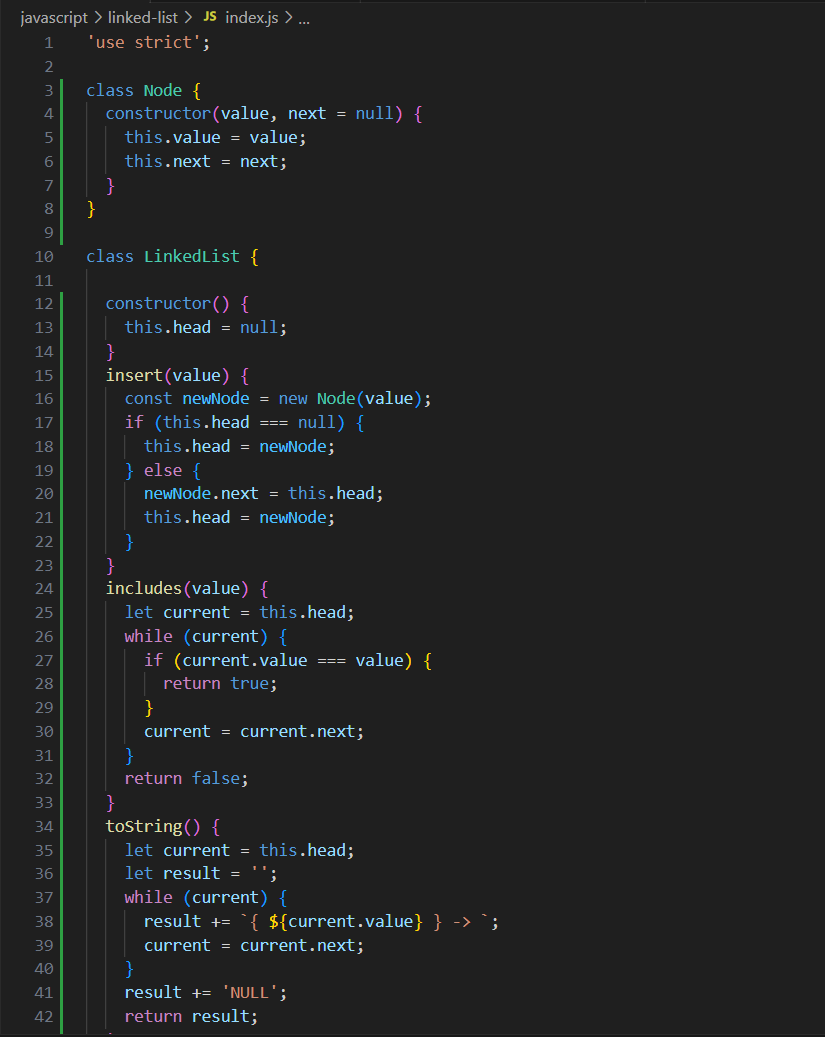 javascript > linked-list > JS index.js > ...
1 'use strict';
2
3 class Node {
4 constructor(value, next = null) {
5 this.value = value;
6 this.next = next;
7 }
8 }
9
10 class LinkedList {
11
12 constructor() {
13 this.head = null;
14 }
15 insert(value) {
16 const newNode = new Node(value);
17 if (this.head === null) {
18 this.head = newNode;
19 } else {
20 newNode.next = this.head;
21 this.head = newNode;
22 }
23 }
24 includes(value) {
25 let current = this.head;
26 while (current) {
27 if (current.value === value) {
28 return true;
29 }
30 current = current.next;
31 }
32 return false;
33 }
34 toString() {
35 let current = this.head;
36 let result = '';
37 while (current) {
38 result += `{ ${current.value} } -> `;
39 current = current.next;
40 }
41 result += 'NULL';
42 return result;